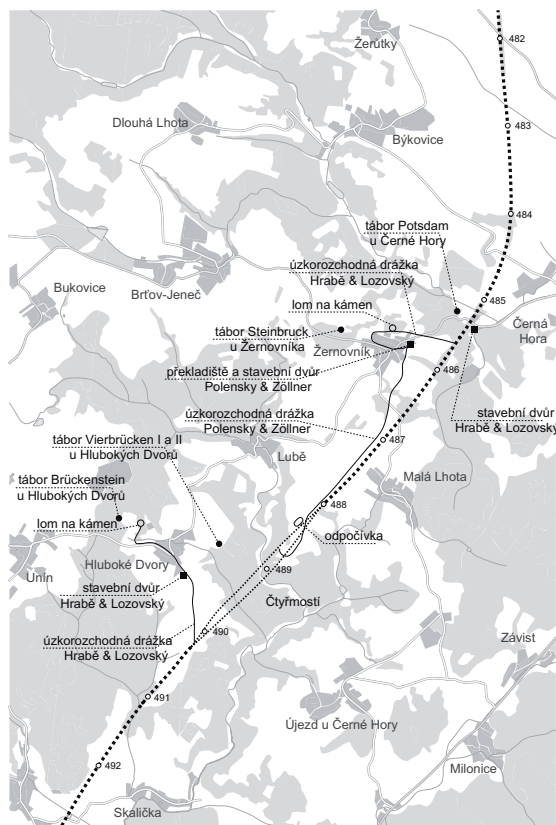 482
Žerůtky
Dlouhá Lhota
483
Býkovice
484
tábor Potsdam
u Černé Hory
úzkorozchodná drážka
Hrabě & Lozovský
Bukovice
Brťov-Jeneč
lom na kámen
485
Černá
Hora
tábor Steinbruck
u Žernovníka
Žernovník
486
překladiště a stavební dvůr
Polensky & Zöllner
stavební dvůr
Hrabě & Lozovský
úzkorozchodná drážka
Polensky & Zöllner
487
tábor Vierbrücken I a II
u Hlubokých Dvorů
Lubě
Malá Lhota
tábor Brückenstein
u Hlubokých Dvorů
488
lom na kámen
odpočívka
Hluboké Dvory
489
Unín
stavební dvůr
Hrabě & Lozovský
Čtyřmostí
490
úzkorozchodná drážka
Hrabě & Lozovský
Závist
491
Újezd u Černé Hory
492
Milonice
Skalička